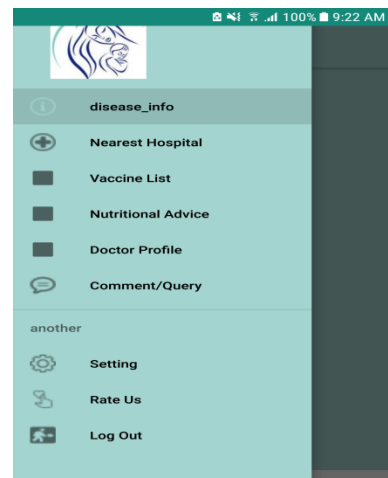 100% 9:22 AM
disease_info
Nearest Hospital
Vaccine List
Nutritional Advice
Doctor Profile
Comment/Query
another
Setting
Rate Us
Log Out